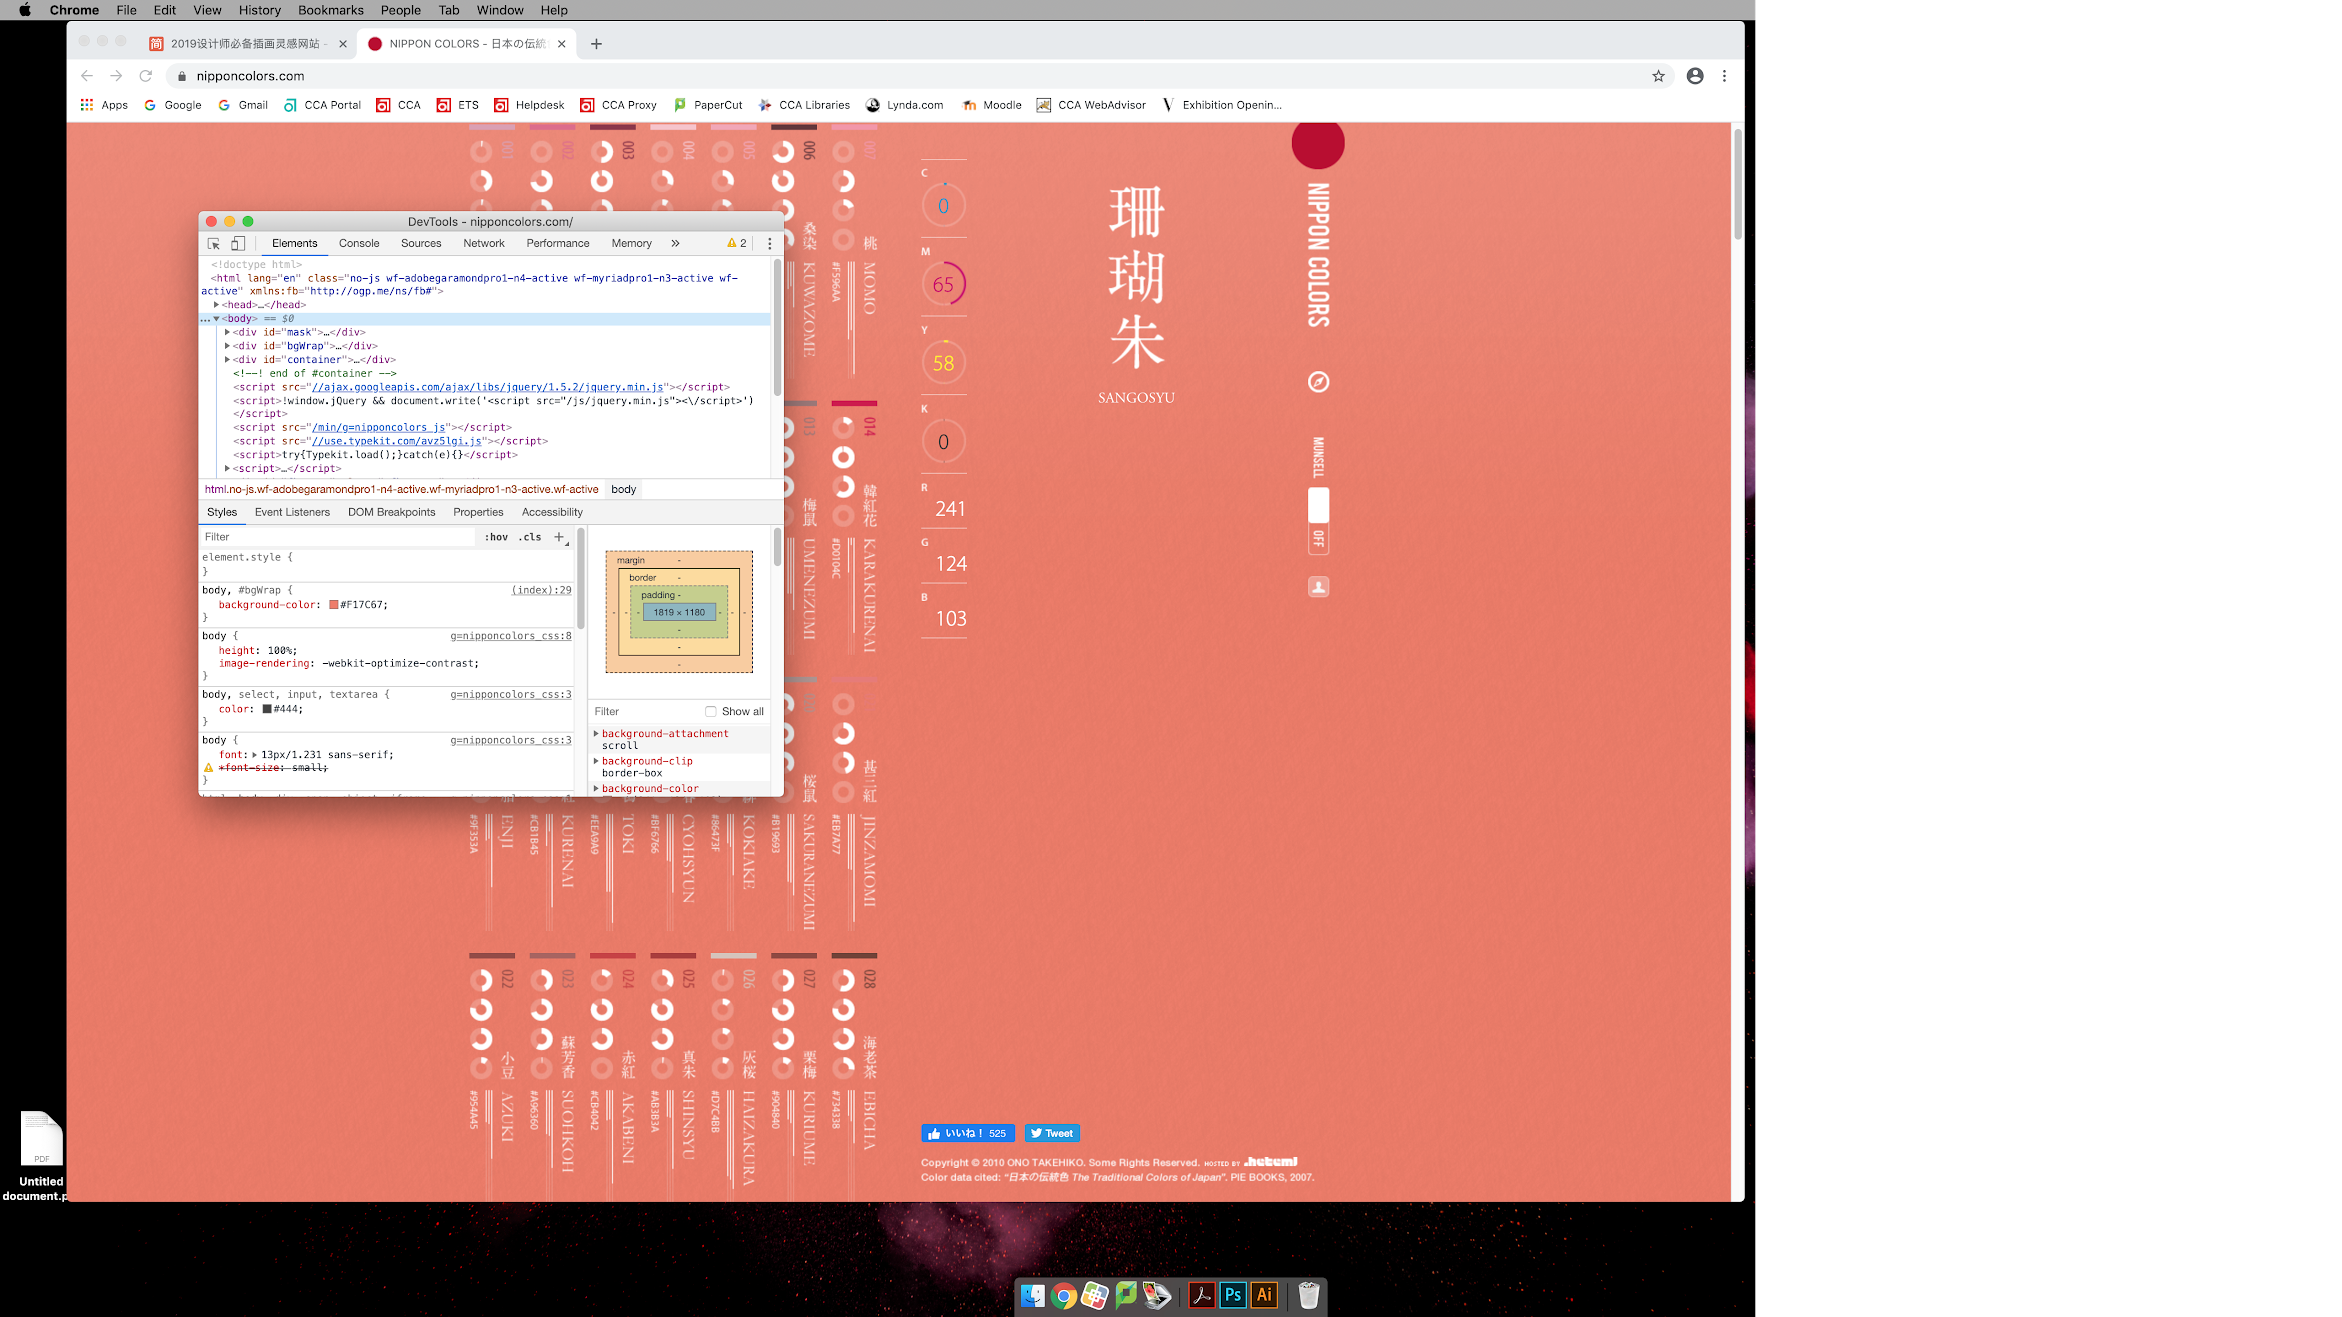 Chrome File Edit View History Bookmarks People Tab Window Help
2019设计师必备插画灵感网站 -
NIPPON COLORS - 日本の伝統
nipponcolors.com
Apps Google Gmail CCA Portal CCA ETS Helpdesk CCA Proxy PaperCut CCA Libraries Lynda.com Moodle CCA WebAdvisor Exhibition Openin...
001 002 003 004 005 006 007
桑染 KUWAZOME
桃 MOMO #F596AA
DevTools - nipponcolors.com/
Elements Console Sources Network Performance Memory » 2
<!doctype html>
<html lang="en" class="no-js wf-adobegaramondpro1-n4-active wf-myriadpro1-n3-active wf-
active" xmlns:fb="http://ogp.me/ns/fb#">
<head>…</head>
… <body> == $0
<div id="mask">…</div>
<div id="bgWrap">…</div>
<div id="container">…</div>
<!--! end of #container -->
<script src="//ajax.googleapis.com/ajax/libs/jquery/1.5.2/jquery.min.js"></script>
<script>!window.jQuery && document.write('<script src="/js/jquery.min.js"><\/script>')
</script>
<script src="/min/g=nipponcolors_js"></script>
<script src="//use.typekit.com/avz5lgi.js"></script>
<script>try{Typekit.load();}catch(e){}</script>
<script>…</script>
html.no-js.wf-adobegaramondpro1-n4-active.wf-myriadpro1-n3-active.wf-active body
Styles Event Listeners DOM Breakpoints Properties Accessibility
Filter :hov .cls +
element.style {
}
body, #bgWrap { (index):29
background-color: #F17C67;
}
body { g=nipponcolors_css:8
height: 100%;
image-rendering: -webkit-optimize-contrast;
}
body, select, input, textarea { g=nipponcolors_css:3
color: #444;
}
body { g=nipponcolors_css:3
font: 13px/1.231 sans-serif;
*font-size: small;
}
margin -
border -
padding -
1819 × 1180
Filter Show all
background-attachment
scroll
background-clip
border-box
background-color
013 梅鼠 UMENEZUMI
014 韓紅花 KARAKURENAI #D0104C
ENJI #9F353A
KURENAI #CB1B45
TOKI #EEA9A9
CYOHSYUN #BF6766
KOKIAKE #86473F
桜鼠 SAKURANEZUMI #B19693
甚三紅 JINZAMOMI #EB7A77
022 小豆 AZUKI #954A45
023 蘇芳香 SUOHKOH #A96360
024 赤紅 AKABENI #CB4042
025 真朱 SHINSYU #AB3B3A
026 灰桜 HAIZAKURA #D7C4BB
027 栗梅 KURIUME #904840
028 海老茶 EBICHA #734338
C
0
M
65
Y
58
K
0
R
241
G
124
B
103
珊瑚朱
SANGOSYU
NIPPON COLORS
MUNSELL
OFF
いいね！ 525
Tweet
Copyright © 2010 ONO TAKEHIKO. Some Rights Reserved. HOSTED BY .heteml
Color data cited: “日本の伝統色 The Traditional Colors of Japan”. PIE BOOKS, 2007.
PDF
Untitled
document.p
Ps
Ai